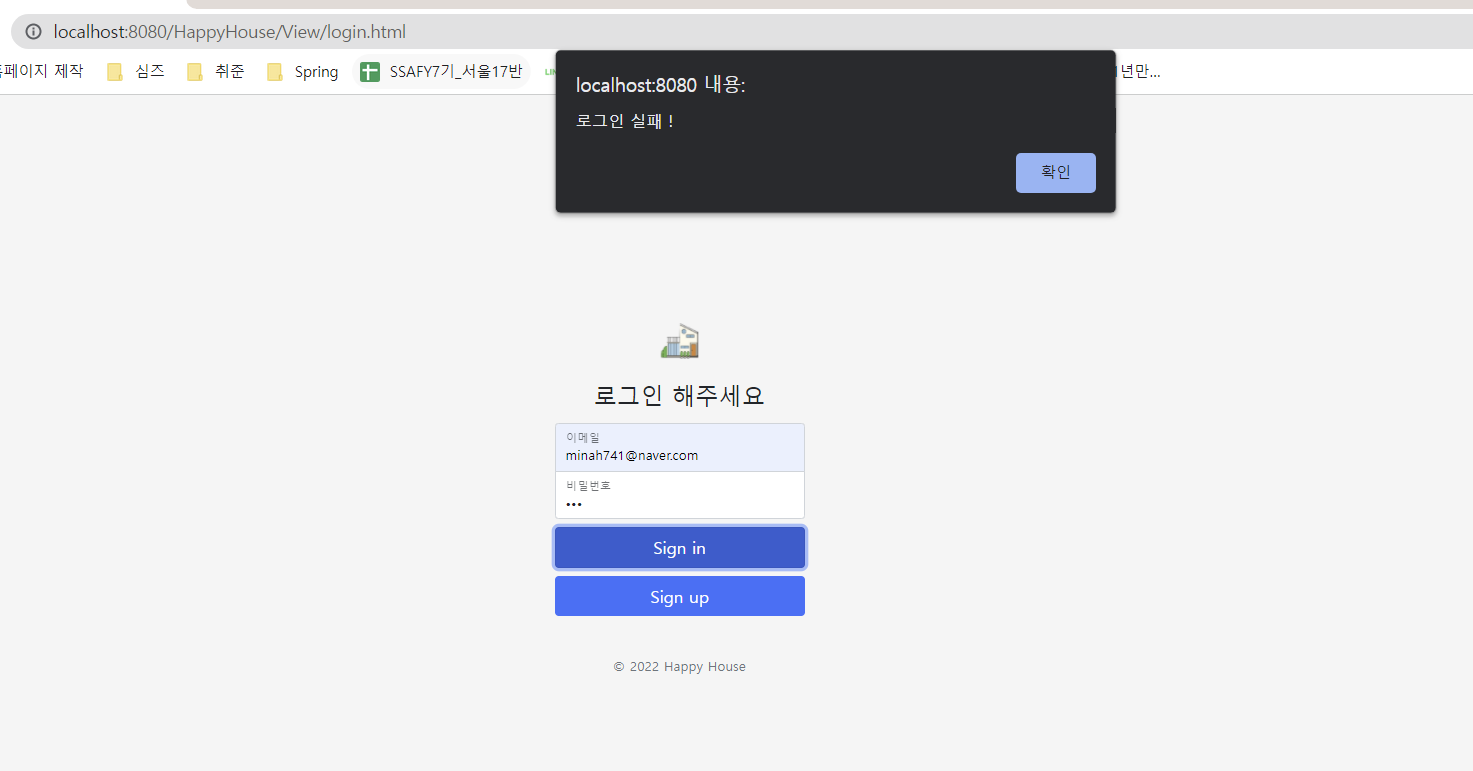 localhost:8080/HappyHouse/View/login.html
페이지 제작 심즈 취준 Spring SSAFY7기_서울17반 년만...
localhost:8080 내용:
로그인 실패 !
확인
로그인 해주세요
이메일
minah741@naver.com
비밀번호
•••
Sign in
Sign up
© 2022 Happy House